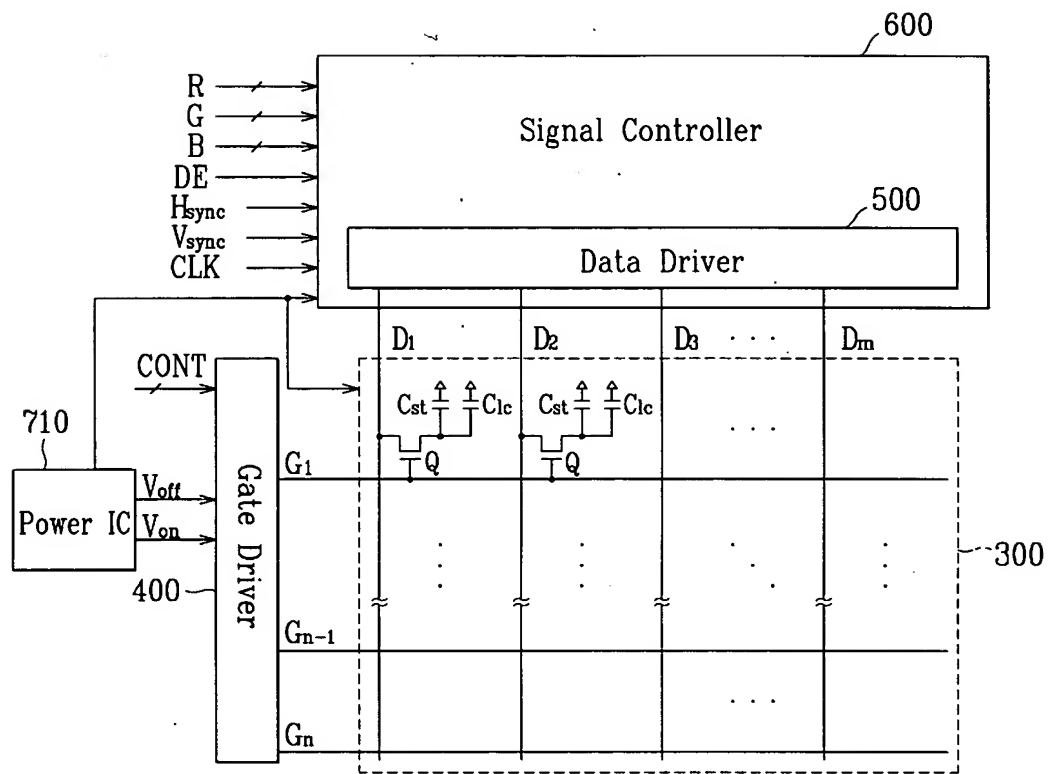 600
R
G
B
DE
Hsync
Vsync
CLK
Signal Controller
500
Data Driver
D1 D2 D3 . . . Dm
CONT
Cst Clc Cst Clc . . .
710
Q Q
G1
Power IC
Voff
Von
Gate Driver
300
400
Gn-1
Gn